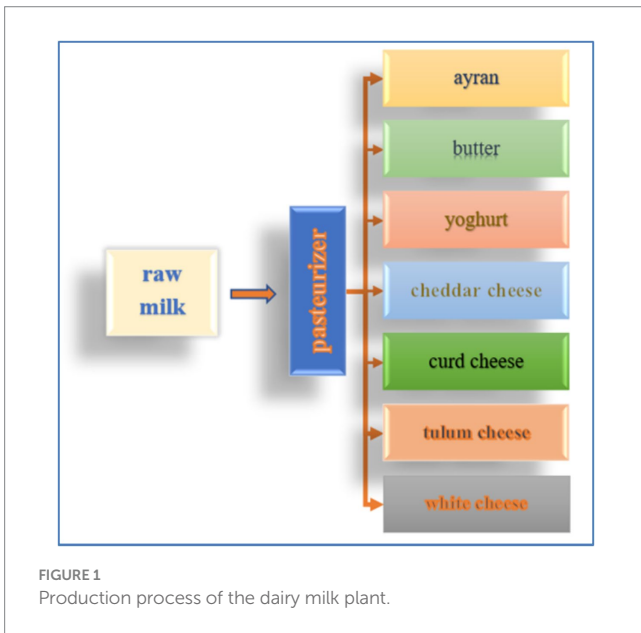 raw
milk
pasteurizer
ayran
butter
yoghurt
cheddar cheese
curd cheese
tulum cheese
white cheese
FIGURE 1
Production process of the dairy milk plant.